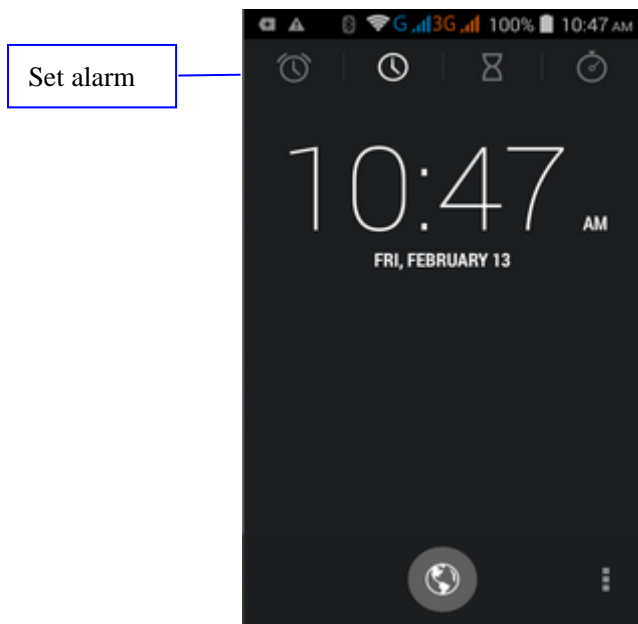 G 3G 100% 10:47 AM
Set alarm
10:47 AM
FRI, FEBRUARY 13